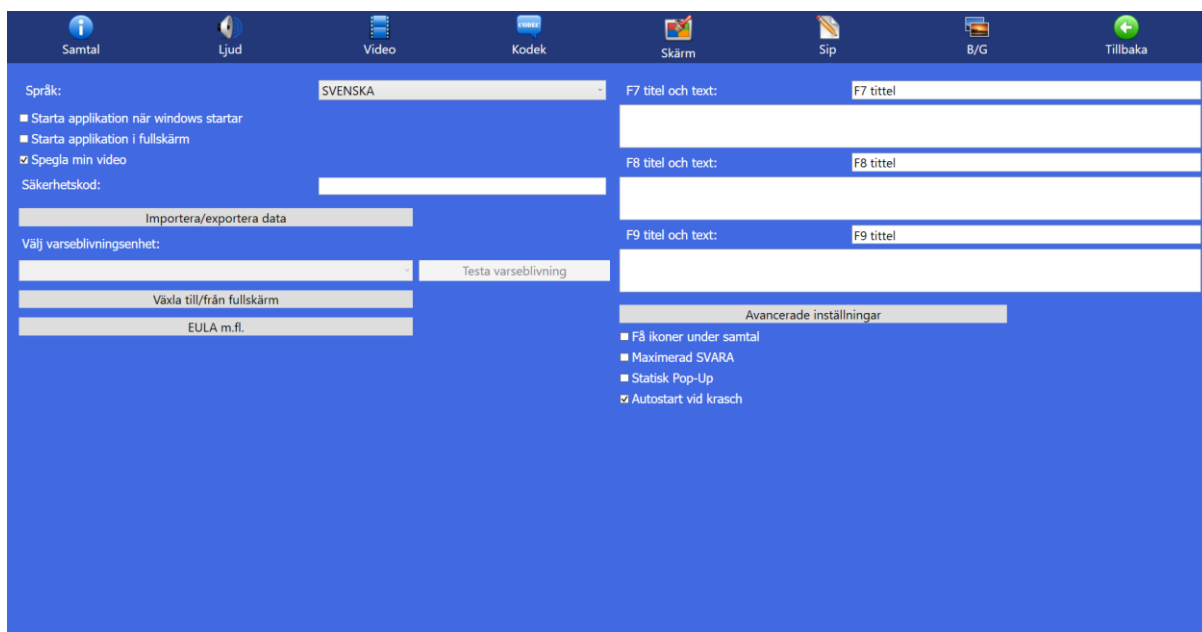 Samtal
Ljud
Video
CODEC
Kodek
Skärm
Sip
B/G
Tillbaka
Språk:
SVENSKA
Starta applikation när windows startar
Starta applikation i fullskärm
Spegla min video
Säkerhetskod:
Importera/exportera data
Välj varseblivningsenhet:
Testa varseblivning
Växla till/från fullskärm
EULA m.fl.
F7 titel och text:
F7 tittel
F8 titel och text:
F8 tittel
F9 titel och text:
F9 tittel
Avancerade inställningar
Få ikoner under samtal
Maximerad SVARA
Statisk Pop-Up
Autostart vid krasch